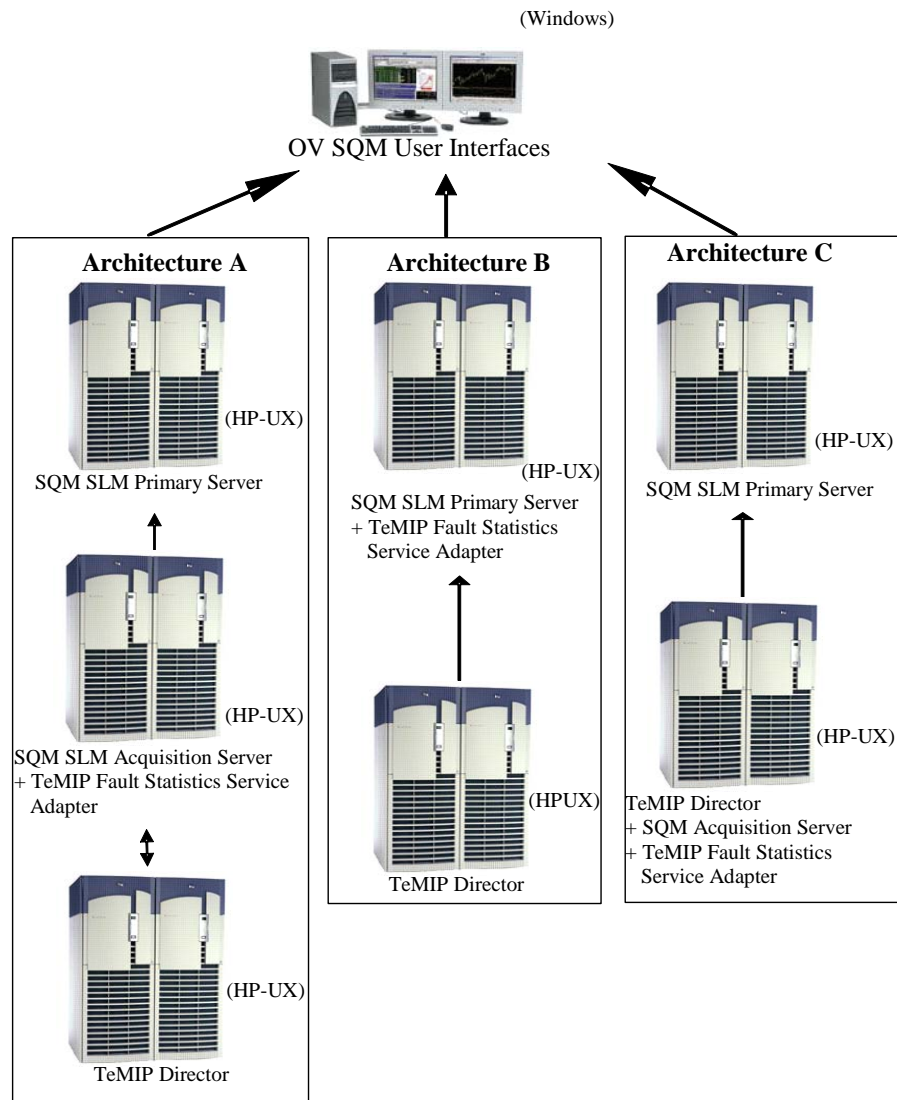 (Windows)
OV SQM User Interfaces
Architecture A
(HP-UX)
SQM SLM Primary Server
(HP-UX)
SQM SLM Acquisition Server
+ TeMIP Fault Statistics Service
Adapter
(HP-UX)
TeMIP Director
Architecture B
(HP-UX)
SQM SLM Primary Server
+ TeMIP Fault Statistics
Service Adapter
(HPUX)
TeMIP Director
Architecture C
(HP-UX)
SQM SLM Primary Server
(HP-UX)
TeMIP Director
+ SQM Acquisition Server
+ TeMIP Fault Statistics
Service Adapter